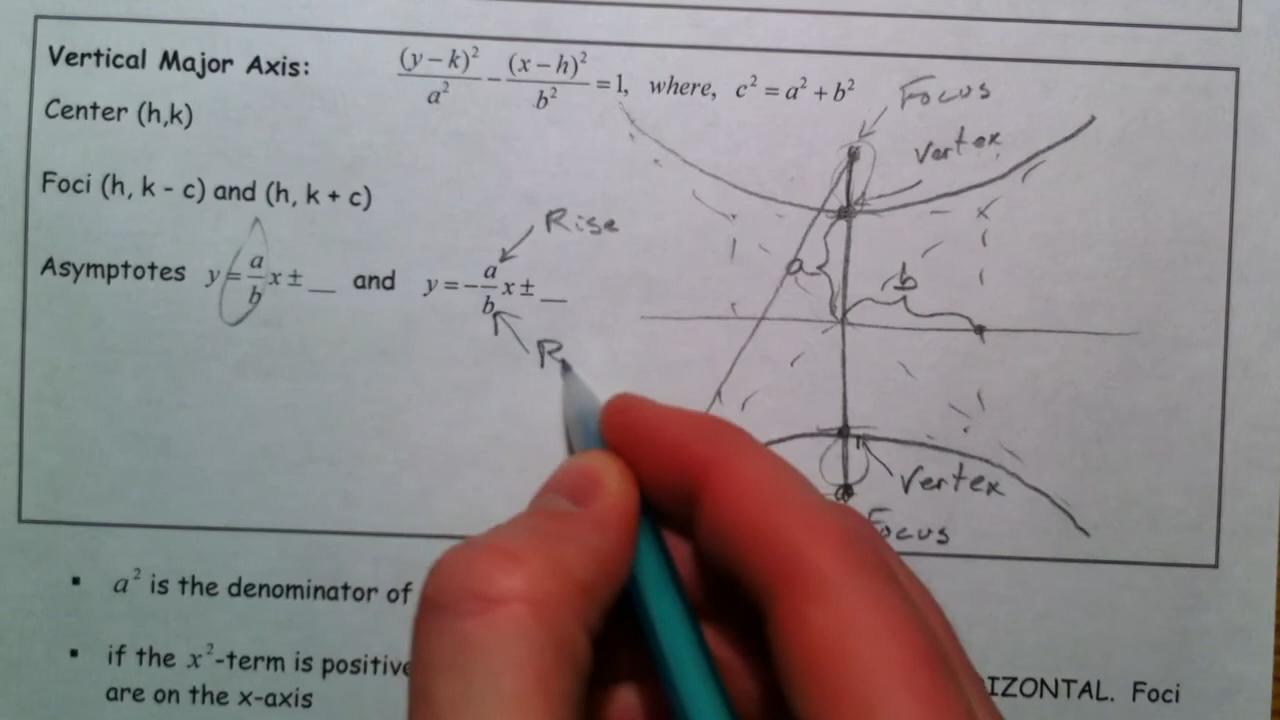 Vertical Major Axis: (y-k)²/a² - (x-h)²/b² = 1, where, c² = a² + b²
Focus
Center (h,k)
Vertex
Foci (h, k - c) and (h, k + c)
Rise
Asymptotes y = a/b x ± __ and y = - a/b x ± __
a
b
R
Vertex
Focus
▪ a² is the denominator of
▪ if the x²-term is positive
IZONTAL. Foci
are on the x-axis